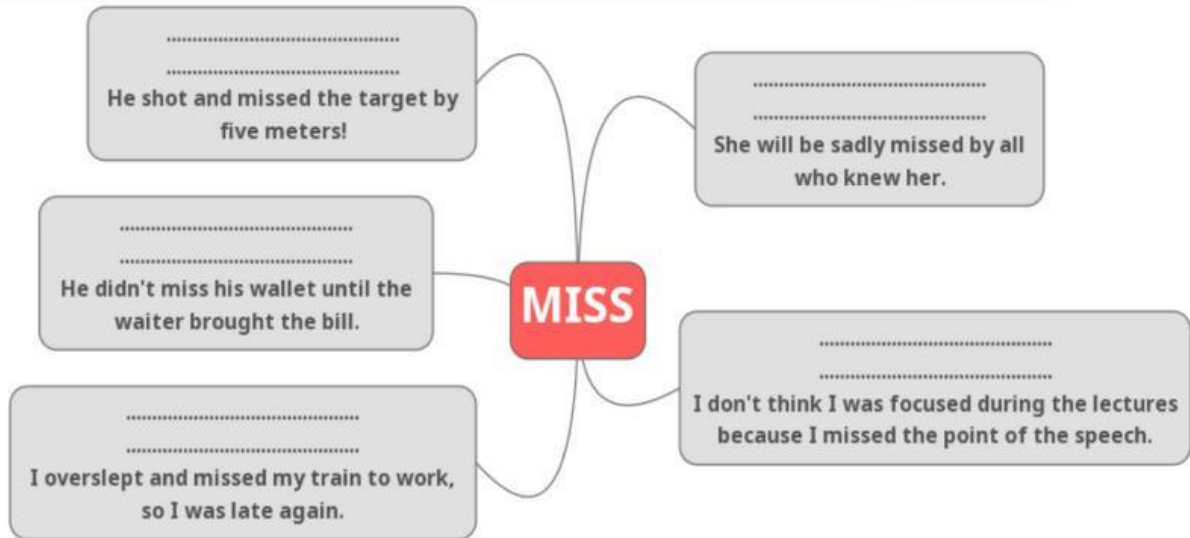 He shot and missed the target by
five meters!
She will be sadly missed by all
who knew her.
He didn't miss his wallet until the
waiter brought the bill.
MISS
I don't think I was focused during the lectures
because I missed the point of the speech.
I overslept and missed my train to work,
so I was late again.